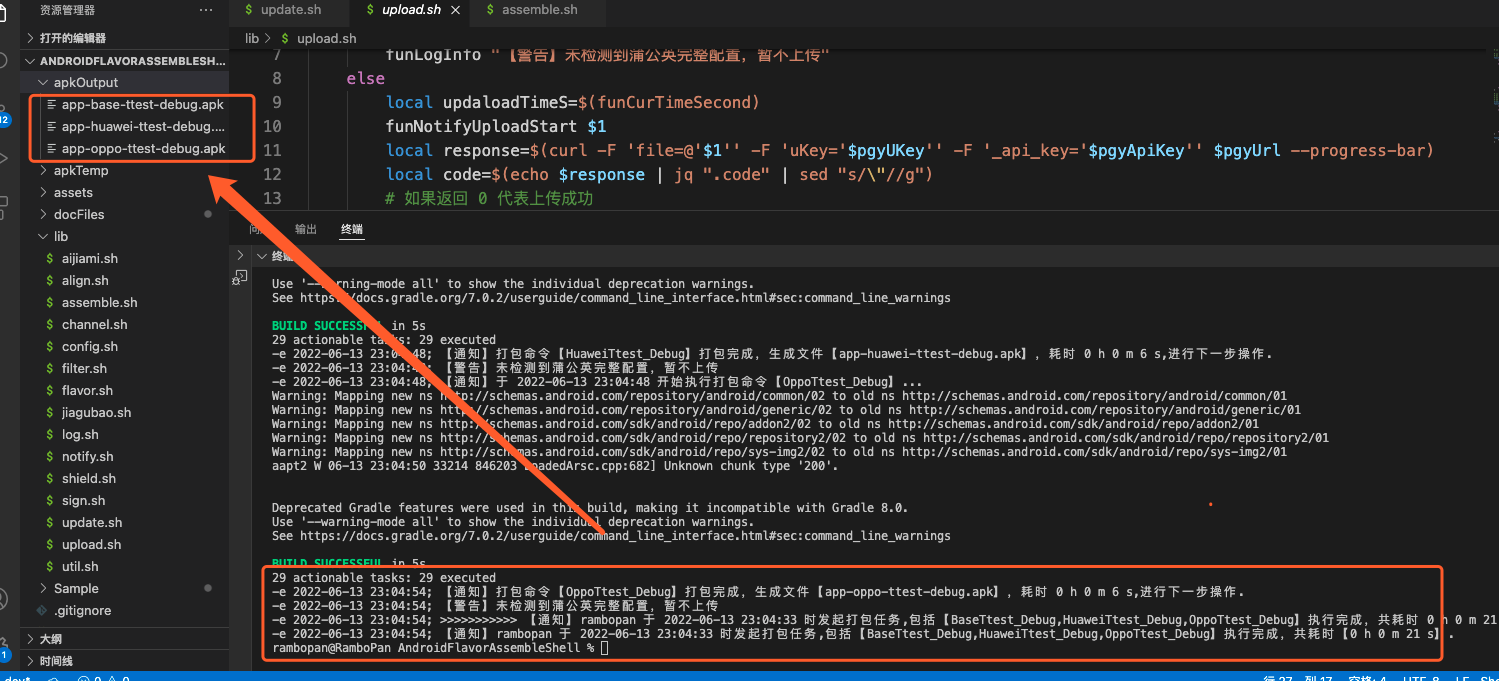 资源管理器
打开的编辑器
ANDROIDFLAVORASSEMBLESH...
apkOutput
app-base-ttest-debug.apk
app-huawei-ttest-debug....
app-oppo-ttest-debug.apk
apkTemp
assets
docFiles
lib
$ aijiami.sh
$ align.sh
$ assemble.sh
$ channel.sh
$ config.sh
$ filter.sh
$ flavor.sh
$ jiagubao.sh
$ log.sh
$ notify.sh
$ shield.sh
$ sign.sh
$ update.sh
$ upload.sh
$ util.sh
Sample
.gitignore
大纲
时间线
12
1
$ update.sh
$ upload.sh
$ assemble.sh
lib > $ upload.sh
7 funLogInfo "【警告】未检测到蒲公英完整配置，暂不上传"
8 else
9 local updaloadTimeS=$(funCurTimeSecond)
10 funNotifyUploadStart $1
11 local response=$(curl -F 'file=@'$1'' -F 'uKey='$pgyUKey'' -F '_api_key='$pgyApiKey'' $pgyUrl --progress-bar)
12 local code=$(echo $response | jq ".code" | sed "s/\"//g")
13 # 如果返回 0 代表上传成功
输出
终端
Use '--warning-mode all' to show the individual deprecation warnings.
See https://docs.gradle.org/7.0.2/userguide/command_line_interface.html#sec:command_line_warnings
BUILD SUCCESSFUL in 5s
29 actionable tasks: 29 executed
-e 2022-06-13 23:04:48; 【通知】打包命令【HuaweiTtest_Debug】打包完成，生成文件【app-huawei-ttest-debug.apk】, 耗时 0 h 0 m 6 s,进行下一步操作.
-e 2022-06-13 23:04:48; 【警告】未检测到蒲公英完整配置，暂不上传
-e 2022-06-13 23:04:48; 【通知】于 2022-06-13 23:04:48 开始执行打包命令【OppoTtest_Debug】...
Warning: Mapping new ns http://schemas.android.com/repository/android/common/02 to old ns http://schemas.android.com/repository/android/common/01
Warning: Mapping new ns http://schemas.android.com/repository/android/generic/02 to old ns http://schemas.android.com/repository/android/generic/01
Warning: Mapping new ns http://schemas.android.com/sdk/android/repo/addon2/02 to old ns http://schemas.android.com/sdk/android/repo/addon2/01
Warning: Mapping new ns http://schemas.android.com/sdk/android/repo/repository2/02 to old ns http://schemas.android.com/sdk/android/repo/repository2/01
Warning: Mapping new ns http://schemas.android.com/sdk/android/repo/sys-img2/02 to old ns http://schemas.android.com/sdk/android/repo/sys-img2/01
aapt2 W 06-13 23:04:50 33214 846203 LoadedArsc.cpp:682] Unknown chunk type '200'.
Deprecated Gradle features were used in this build, making it incompatible with Gradle 8.0.
Use '--warning-mode all' to show the individual deprecation warnings.
See https://docs.gradle.org/7.0.2/userguide/command_line_interface.html#sec:command_line_warnings
BUILD SUCCESSFUL in 5s
29 actionable tasks: 29 executed
-e 2022-06-13 23:04:54; 【通知】打包命令【OppoTtest_Debug】打包完成，生成文件【app-oppo-ttest-debug.apk】, 耗时 0 h 0 m 6 s,进行下一步操作.
-e 2022-06-13 23:04:54; 【警告】未检测到蒲公英完整配置，暂不上传
-e 2022-06-13 23:04:54; >>>>>>>>>>> 【通知】rambopan 于 2022-06-13 23:04:33 时发起打包任务,包括【BaseTtest_Debug,HuaweiTtest_Debug,OppoTtest_Debug】执行完成，共耗时 0 h 0 m 21
-e 2022-06-13 23:04:54; 【通知】rambopan 于 2022-06-13 23:04:33 时发起打包任务,包括【BaseTtest_Debug,HuaweiTtest_Debug,OppoTtest_Debug】执行完成，共耗时【0 h 0 m 21 s】.
rambopan@RamboPan AndroidFlavorAssembleShell %